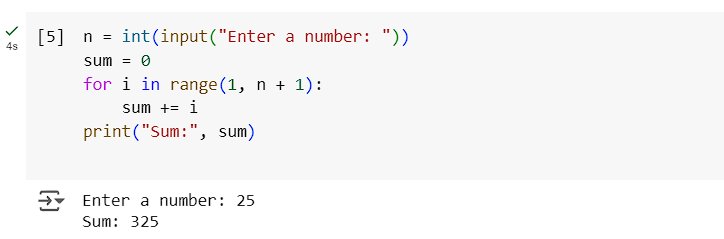 [5] n = int(input("Enter a number: "))
sum = 0
for i in range(1, n + 1):
    sum += i
print("Sum:", sum)
4s
Enter a number: 25
Sum: 325